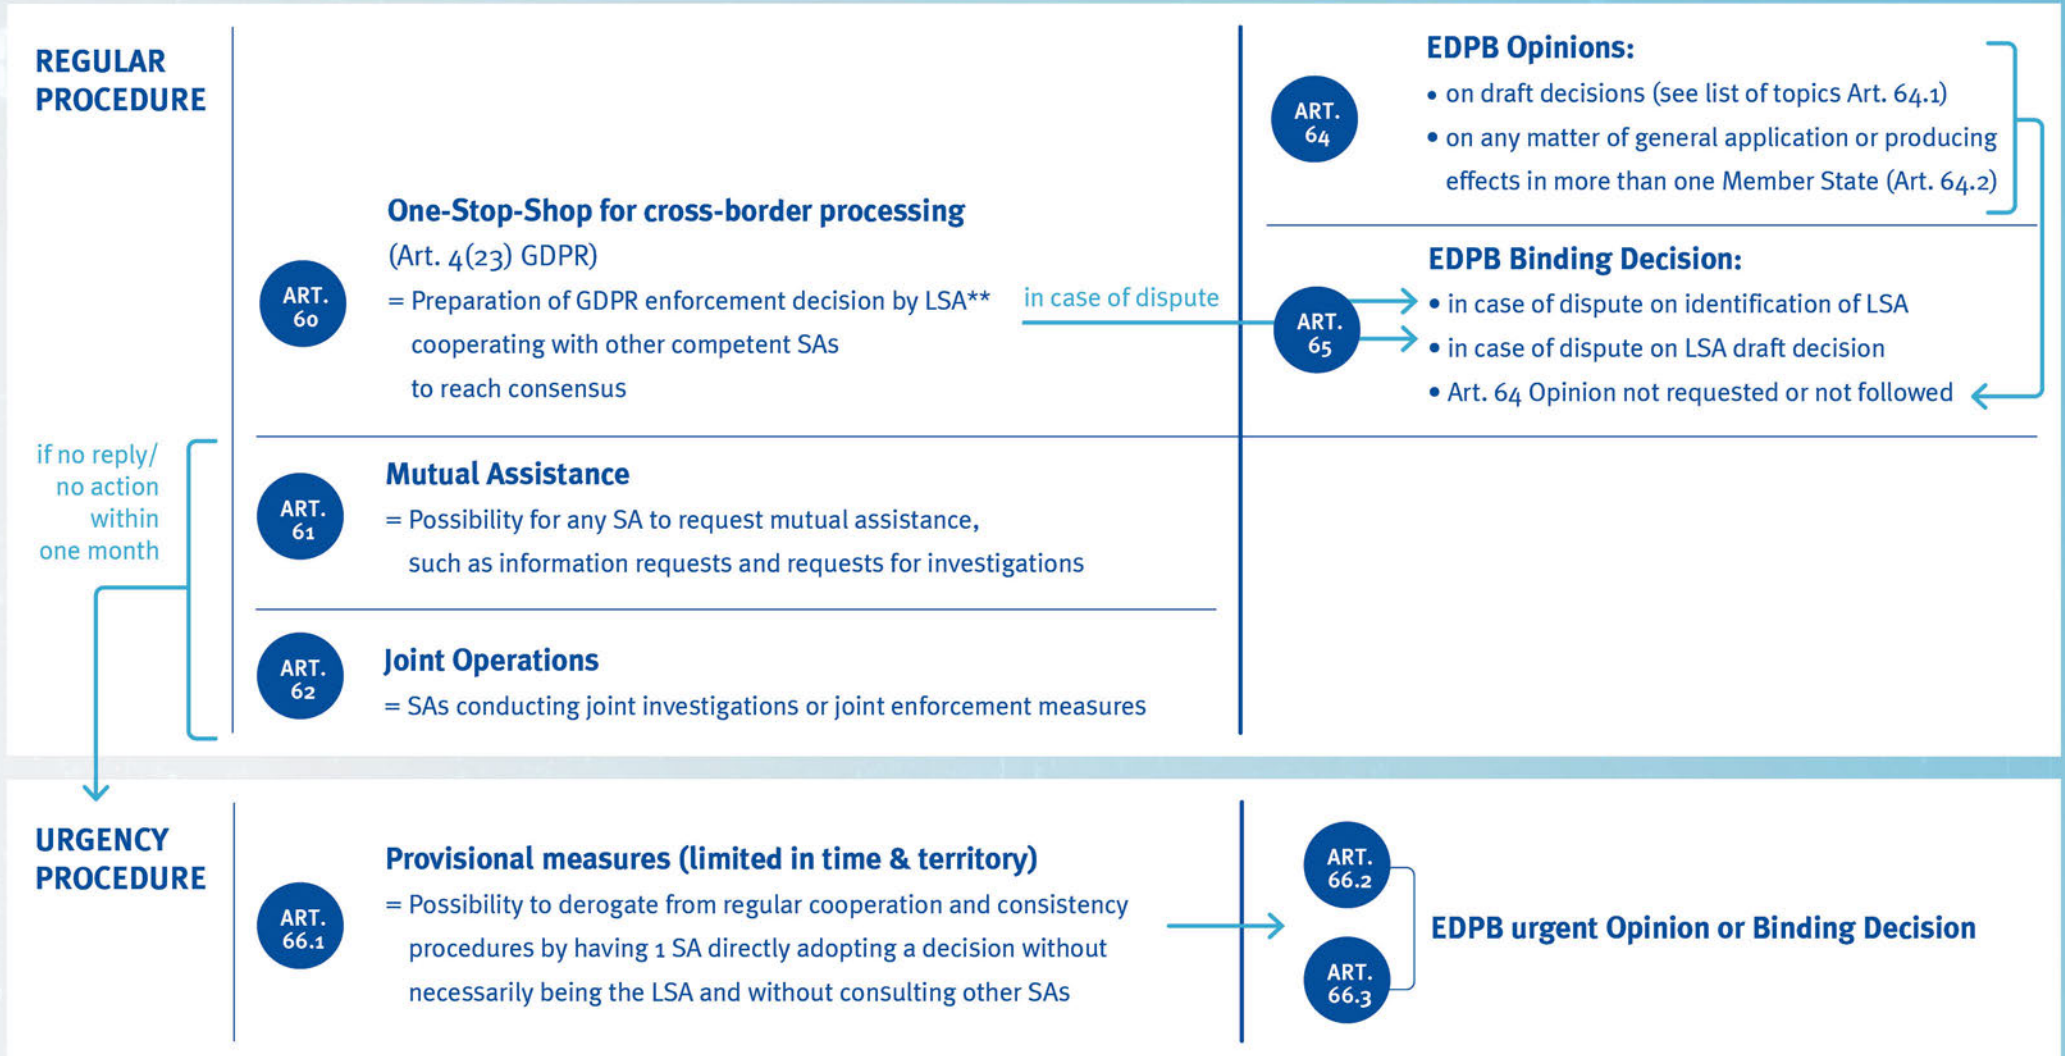 REGULAR
PROCEDURE
ART.
60
One-Stop-Shop for cross-border processing
(Art. 4(23) GDPR)
= Preparation of GDPR enforcement decision by LSA**
cooperating with other competent SAs
to reach consensus
in case of dispute
ART.
64
EDPB Opinions:
• on draft decisions (see list of topics Art. 64.1)
• on any matter of general application or producing
effects in more than one Member State (Art. 64.2)
ART.
65
EDPB Binding Decision:
• in case of dispute on identification of LSA
• in case of dispute on LSA draft decision
• Art. 64 Opinion not requested or not followed
if no reply/
no action
within
one month
ART.
61
Mutual Assistance
= Possibility for any SA to request mutual assistance,
such as information requests and requests for investigations
ART.
62
Joint Operations
= SAs conducting joint investigations or joint enforcement measures
URGENCY
PROCEDURE
ART.
66.1
Provisional measures (limited in time & territory)
= Possibility to derogate from regular cooperation and consistency
procedures by having 1 SA directly adopting a decision without
necessarily being the LSA and without consulting other SAs
ART.
66.2
ART.
66.3
EDPB urgent Opinion or Binding Decision